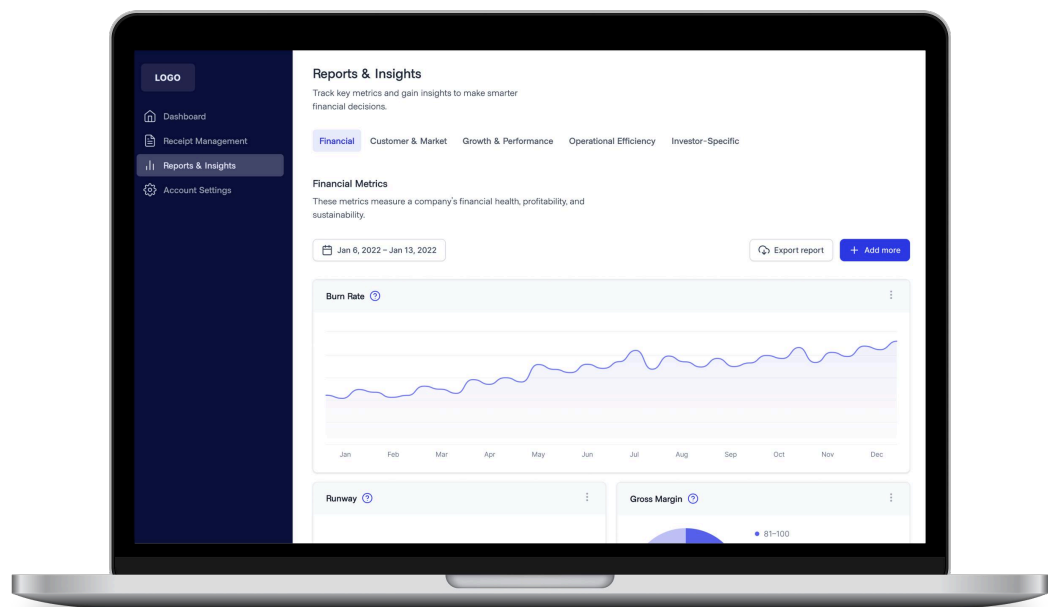 LOGO
Dashboard
Receipt Management
Reports & Insights
Account Settings
Reports & Insights
Track key metrics and gain insights to make smarter
financial decisions.
Financial Customer & Market Growth & Performance Operational Efficiency Investor-Specific
Financial Metrics
These metrics measure a company's financial health, profitability, and
sustainability.
Jan 6, 2022 – Jan 13, 2022 Export report + Add more
Burn Rate ?
Jan Feb Mar Apr May Jun Jul Aug Sep Oct Nov Dec
Runway ? Gross Margin ?
81–100